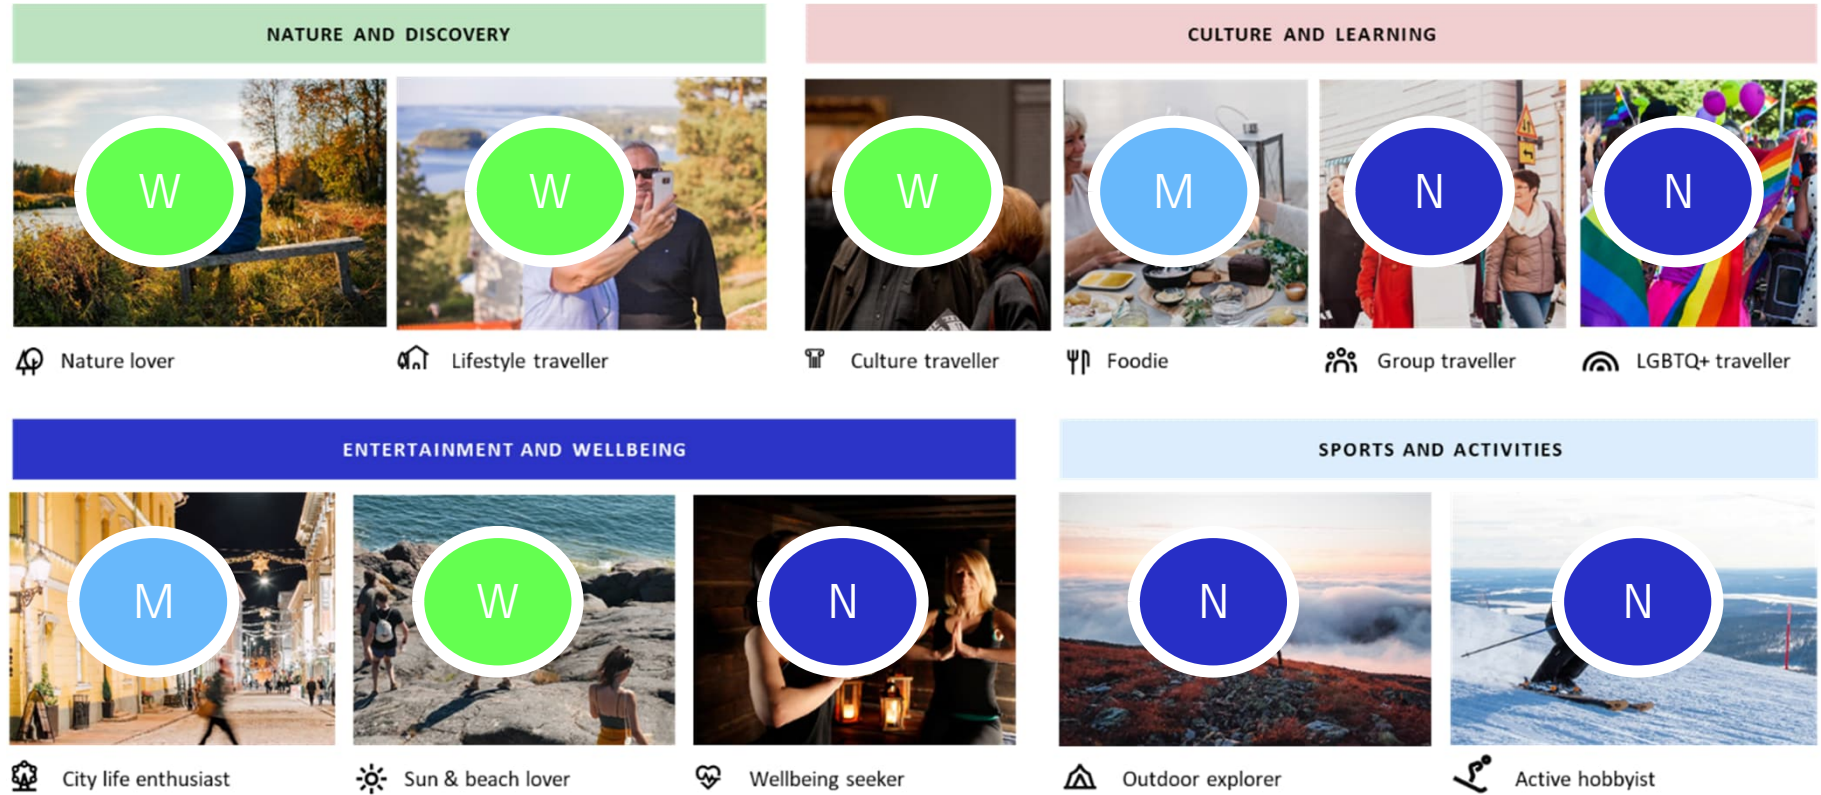 NATURE AND DISCOVERY
CULTURE AND LEARNING
W
W
W
M
N
N
Nature lover
Lifestyle traveller
Culture traveller
Foodie
Group traveller
LGBTQ+ traveller
ENTERTAINMENT AND WELLBEING
SPORTS AND ACTIVITIES
M
W
N
N
N
City life enthusiast
Sun & beach lover
Wellbeing seeker
Outdoor explorer
Active hobbyist